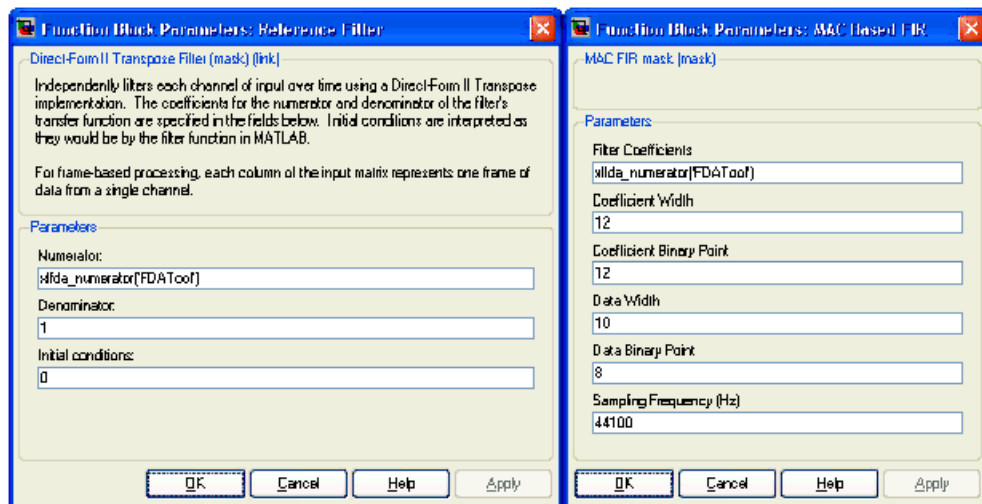 Function Block Parameters: Reference Filter
Direct-Form II Transpose Filter (mask) (link)
Independently filters each channel of input over time using a Direct-Form II Transpose
implementation. The coefficients for the numerator and denominator of the filter's
transfer function are specified in the fields below. Initial conditions are interpreted as
they would be by the filter function in MATLAB.
For frame-based processing, each column of the input matrix represents one frame of
data from a single channel.
Parameters
Numerator:
xlfda_numerator('FDATool')
Denominator:
1
Initial conditions:
0
OK Cancel Help Apply
Function Block Parameters: MAC Based FIR
MAC FIR mask (mask)
Parameters
Filter Coefficients
xlfda_numerator('FDATool')
Coefficient Width
12
Coefficient Binary Point
12
Data Width
10
Data Binary Point
8
Sampling Frequency (Hz)
44100
OK Cancel Help Apply